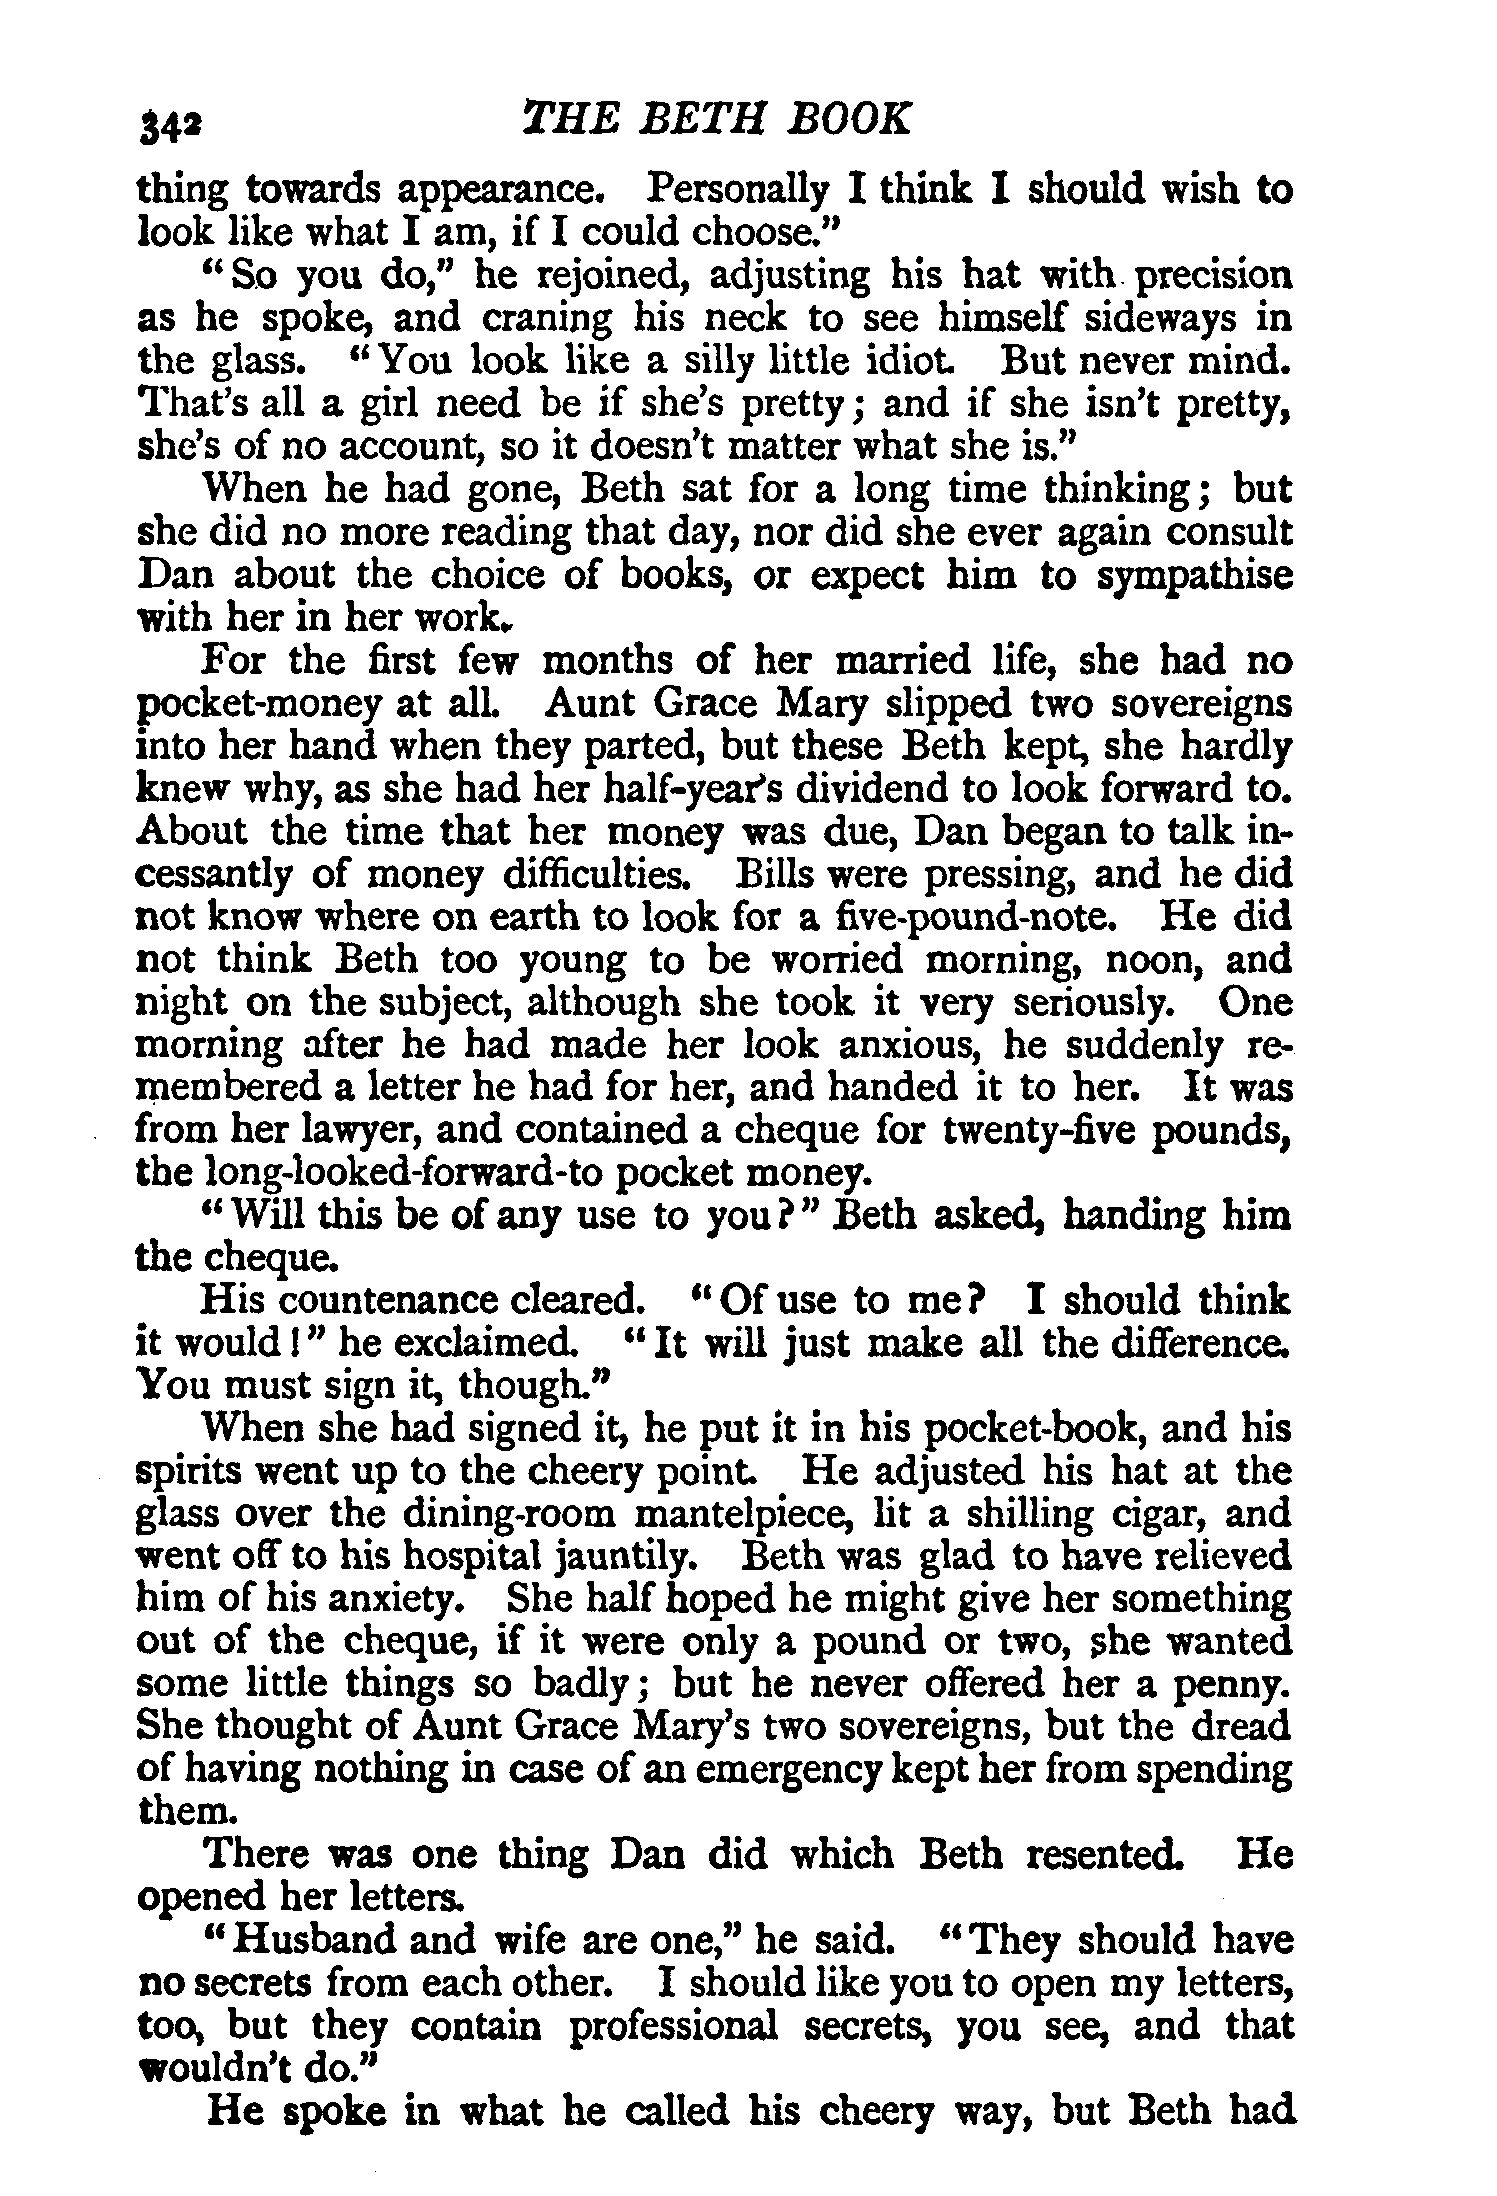 342 THE BETH BOOK
thing towards appearance. Personally I think I should wish to
look like what I am, if I could choose.”
“So you do,” he rejoined, adjusting his hat with precision
as he spoke, and craning his neck to see himself sideways in
the glass. “You look like a silly little idiot. But never mind.
That’s all a girl need be if she’s pretty; and if she isn’t pretty,
she’s of no account, so it doesn’t matter what she is.”
When he had gone, Beth sat for a long time thinking; but
she did no more reading that day, nor did she ever again consult
Dan about the choice of books, or expect him to sympathise
with her in her work.
For the first few months of her married life, she had no
pocket-money at all. Aunt Grace Mary slipped two sovereigns
into her hand when they parted, but these Beth kept, she hardly
knew why, as she had her half-year’s dividend to look forward to.
About the time that her money was due, Dan began to talk in-
cessantly of money difficulties. Bills were pressing, and he did
not know where on earth to look for a five-pound-note. He did
not think Beth too young to be worried morning, noon, and
night on the subject, although she took it very seriously. One
morning after he had made her look anxious, he suddenly re-
membered a letter he had for her, and handed it to her. It was
from her lawyer, and contained a cheque for twenty-five pounds,
the long-looked-forward-to pocket money.
“Will this be of any use to you?” Beth asked, handing him
the cheque.
His countenance cleared. “Of use to me? I should think
it would!” he exclaimed. “It will just make all the difference.
You must sign it, though.”
When she had signed it, he put it in his pocket-book, and his
spirits went up to the cheery point. He adjusted his hat at the
glass over the dining-room mantelpiece, lit a shilling cigar, and
went off to his hospital jauntily. Beth was glad to have relieved
him of his anxiety. She half hoped he might give her something
out of the cheque, if it were only a pound or two, she wanted
some little things so badly; but he never offered her a penny.
She thought of Aunt Grace Mary’s two sovereigns, but the dread
of having nothing in case of an emergency kept her from spending
them.
There was one thing Dan did which Beth resented. He
opened her letters.
“Husband and wife are one,” he said. “They should have
no secrets from each other. I should like you to open my letters,
too, but they contain professional secrets, you see, and that
wouldn’t do.”
He spoke in what he called his cheery way, but Beth had